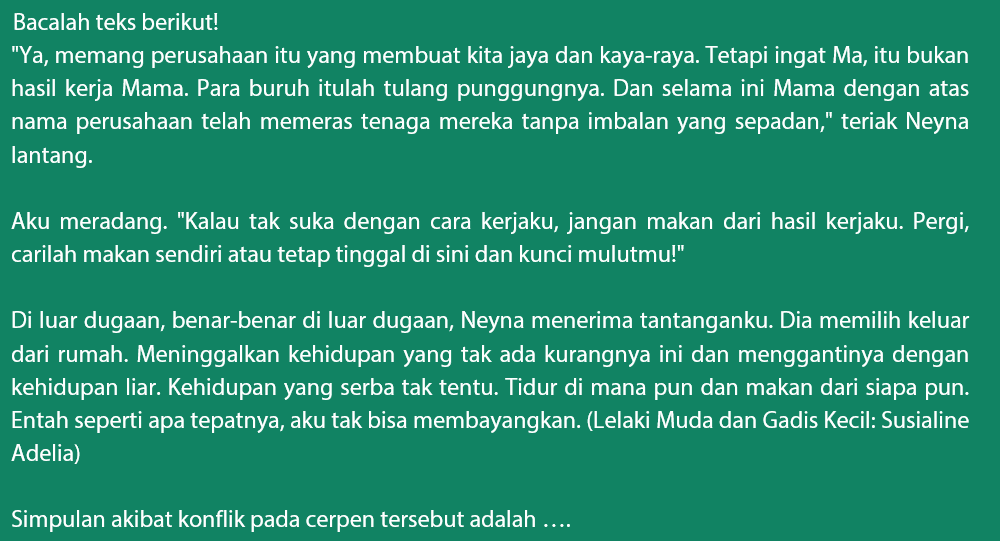 Bacalah teks berikut!
"Ya, memang perusahaan itu yang membuat kita jaya dan kaya-raya. Tetapi ingat Ma, itu bukan
hasil kerja Mama. Para buruh itulah tulang punggungnya. Dan selama ini Mama dengan atas
nama perusahaan telah memeras tenaga mereka tanpa imbalan yang sepadan," teriak Neyna
lantang.
Aku meradang. "Kalau tak suka dengan cara kerjaku, jangan makan dari hasil kerjaku. Pergi,
carilah makan sendiri atau tetap tinggal di sini dan kunci mulutmu!"
Di luar dugaan, benar-benar di luar dugaan, Neyna menerima tantanganku. Dia memilih keluar
dari rumah. Meninggalkan kehidupan yang tak ada kurangnya ini dan menggantinya dengan
kehidupan liar. Kehidupan yang serba tak tentu. Tidur di mana pun dan makan dari siapa pun.
Entah seperti apa tepatnya, aku tak bisa membayangkan. (Lelaki Muda dan Gadis Kecil: Susialine
Adelia)
Simpulan akibat konflik pada cerpen tersebut adalah ….